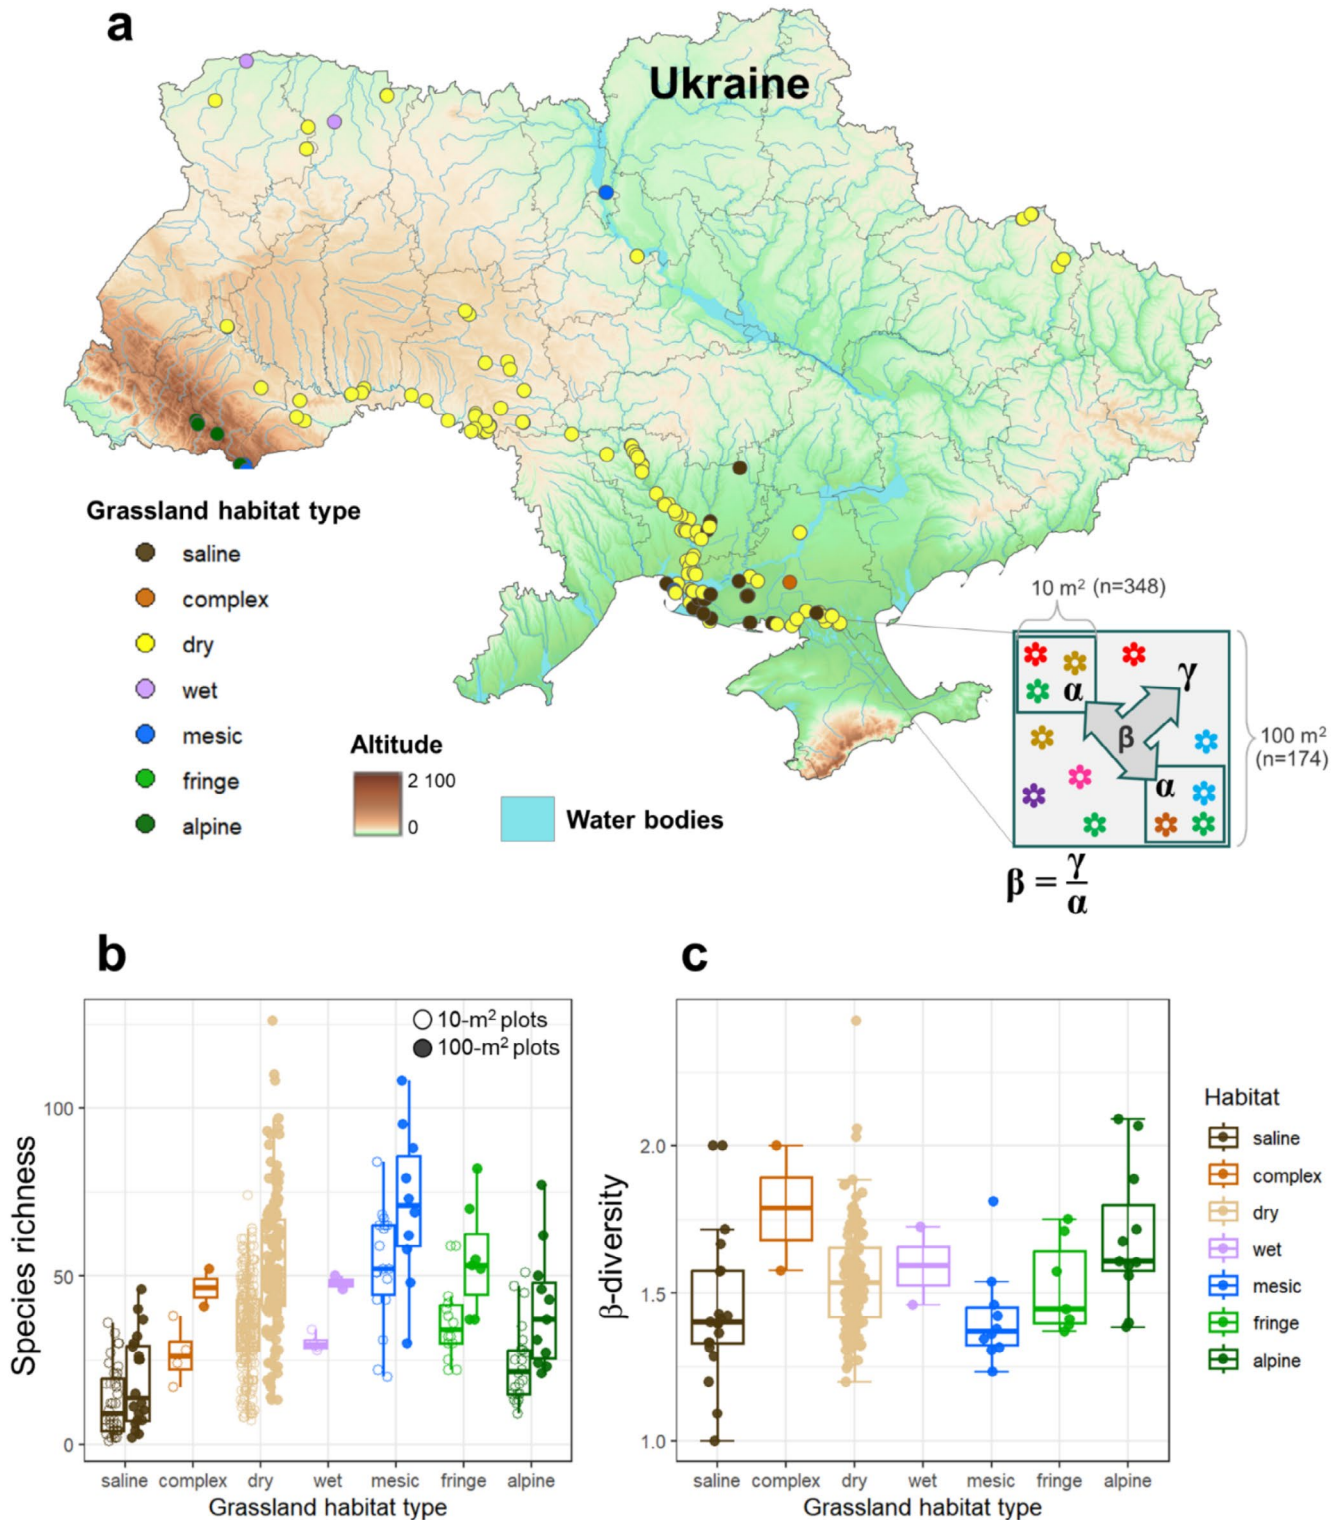 a
Ukraine
Grassland habitat type
saline
complex
dry
wet
mesic
fringe
alpine
Altitude
2 100
0
Water bodies
10 m² (n=348)
α
γ
β
α
100 m²
(n=174)
β = γ/α
b
Species richness
100
50
0
10-m² plots
100-m² plots
saline complex dry wet mesic fringe alpine
Grassland habitat type
c
β-diversity
2.0
1.5
1.0
saline complex dry wet mesic fringe alpine
Grassland habitat type
Habitat
saline
complex
dry
wet
mesic
fringe
alpine